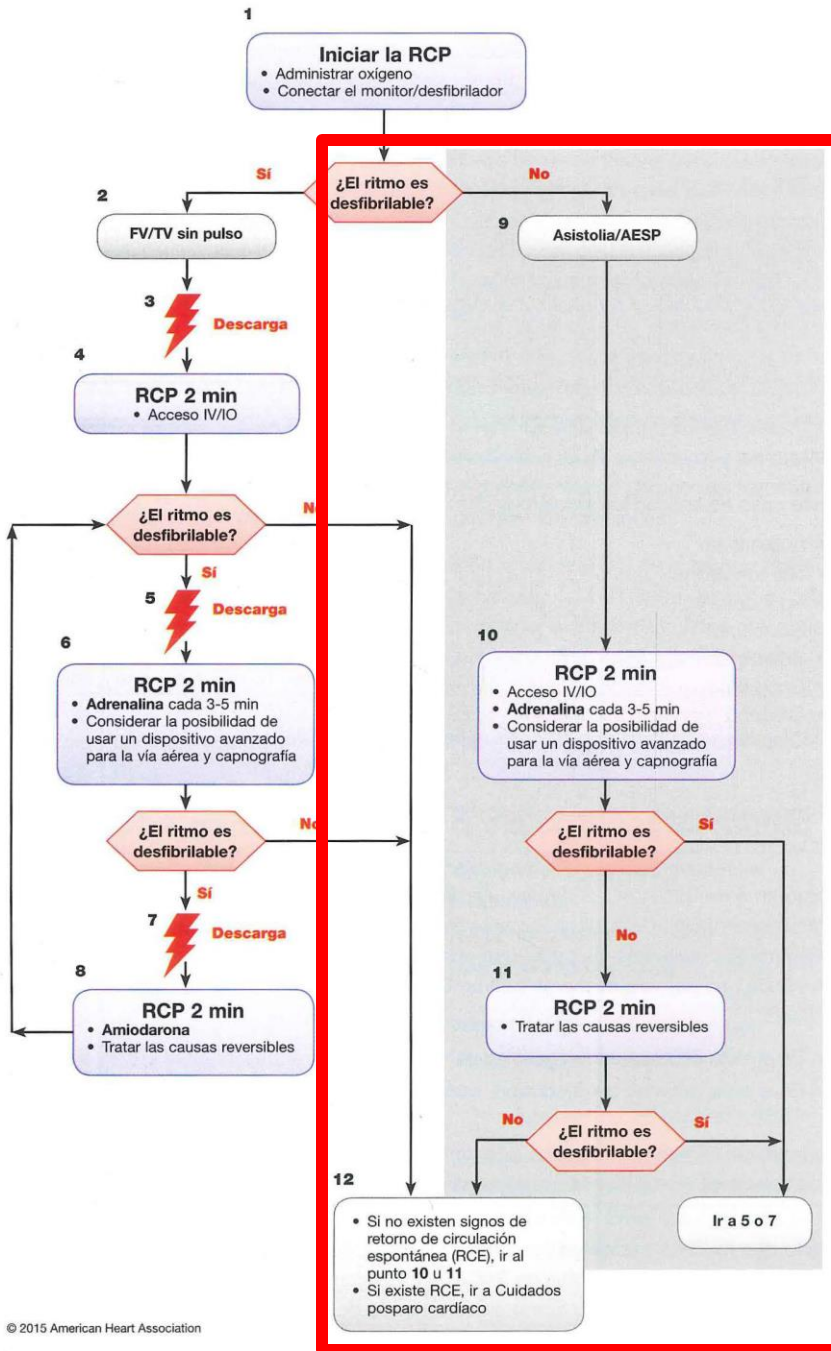 1
Iniciar la RCP
• Administrar oxígeno
• Conectar el monitor/desfibrilador
¿El ritmo es
desfibrilable?
Sí
No
2
FV/TV sin pulso
3
Descarga
4
RCP 2 min
• Acceso IV/IO
¿El ritmo es
desfibrilable?
No
Sí
5
Descarga
6
RCP 2 min
• Adrenalina cada 3-5 min
• Considerar la posibilidad de
usar un dispositivo avanzado
para la vía aérea y capnografía
¿El ritmo es
desfibrilable?
No
Sí
7
Descarga
8
RCP 2 min
• Amiodarona
• Tratar las causas reversibles
9
Asistolia/AESP
10
RCP 2 min
• Acceso IV/IO
• Adrenalina cada 3-5 min
• Considerar la posibilidad de
usar un dispositivo avanzado
para la vía aérea y capnografía
¿El ritmo es
desfibrilable?
Sí
No
11
RCP 2 min
• Tratar las causas reversibles
¿El ritmo es
desfibrilable?
No
Sí
12
• Si no existen signos de
retorno de circulación
espontánea (RCE), ir al
punto 10 u 11
• Si existe RCE, ir a Cuidados
posparo cardíaco
Ir a 5 o 7
© 2015 American Heart Association